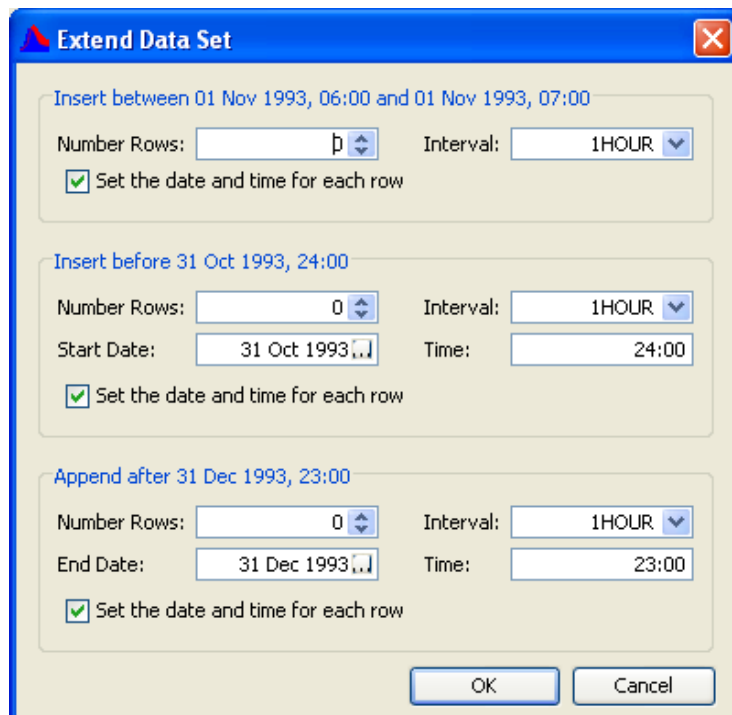 Extend Data Set
Insert between 01 Nov 1993, 06:00 and 01 Nov 1993, 07:00
Number Rows: 0 Interval: 1HOUR
Set the date and time for each row
Insert before 31 Oct 1993, 24:00
Number Rows: 0 Interval: 1HOUR
Start Date: 31 Oct 1993 ... Time: 24:00
Set the date and time for each row
Append after 31 Dec 1993, 23:00
Number Rows: 0 Interval: 1HOUR
End Date: 31 Dec 1993 ... Time: 23:00
Set the date and time for each row
OK Cancel